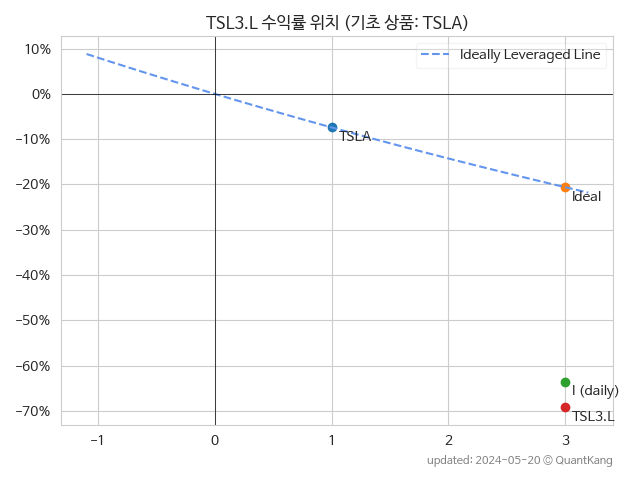 TSL3.L 수익률 위치 (기초 상품: TSLA)
Ideally Leveraged Line
10%
0%
-10%
-20%
-30%
-40%
-50%
-60%
-70%
TSLA
Ideal
I (daily)
TSL3.L
-1
0
1
2
3
updated: 2024-05-20 © QuantKang